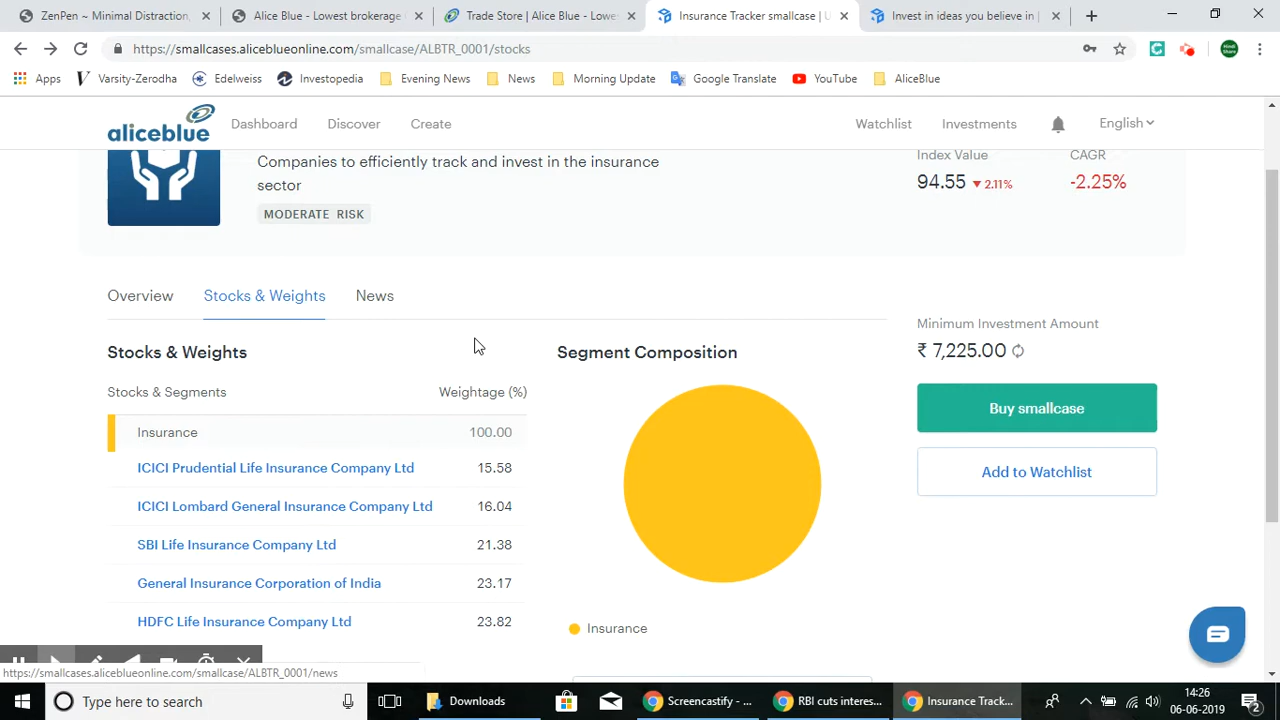 ZenPen ~ Minimal Distraction,
Alice Blue - Lowest brokerage
Trade Store | Alice Blue - Lowe
Insurance Tracker smallcase | U
Invest in ideas you believe in |
https://smallcases.aliceblueonline.com/smallcase/ALBTR_0001/stocks
Apps
Varsity-Zerodha
Edelweiss
Investopedia
Evening News
News
Morning Update
Google Translate
YouTube
AliceBlue
aliceblue
Dashboard
Discover
Create
Watchlist
Investments
English
Companies to efficiently track and invest in the insurance
sector
MODERATE RISK
Index Value
CAGR
94.55 ▼ 2.11%
-2.25%
Overview
Stocks & Weights
News
Minimum Investment Amount
₹ 7,225.00
Buy smallcase
Add to Watchlist
Stocks & Weights
Stocks & Segments Weightage (%)
Insurance 100.00
ICICI Prudential Life Insurance Company Ltd 15.58
ICICI Lombard General Insurance Company Ltd 16.04
SBI Life Insurance Company Ltd 21.38
General Insurance Corporation of India 23.17
HDFC Life Insurance Company Ltd 23.82
Segment Composition
Insurance
https://smallcases.aliceblueonline.com/smallcase/ALBTR_0001/news
Type here to search
Downloads
Screencastify - ...
RBI cuts interes...
Insurance Track...
14:26
06-06-2019
2